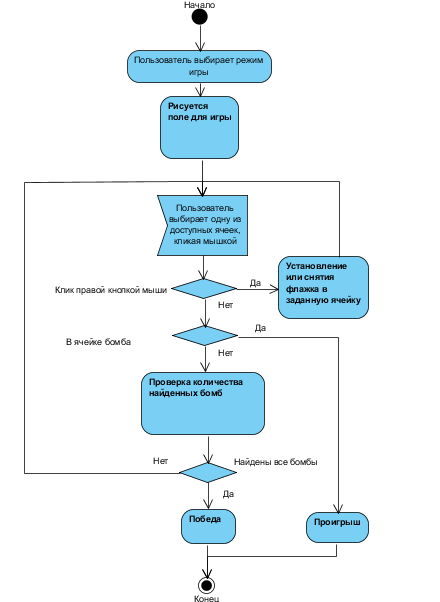 Начало
Пользователь выбирает режим
игры
Рисуется
поле для игры
Пользователь
выбирает одну из
доступных ячеек,
кликая мышкой
Установление
или снятия
флажка в
заданную ячейку
Клик правой кнопкой мыши
Да
Нет
В ячейке бомба
Да
Нет
Проверка количества
найденных бомб
Нет
Найдены все бомбы
Да
Победа
Проигрыш
Конец